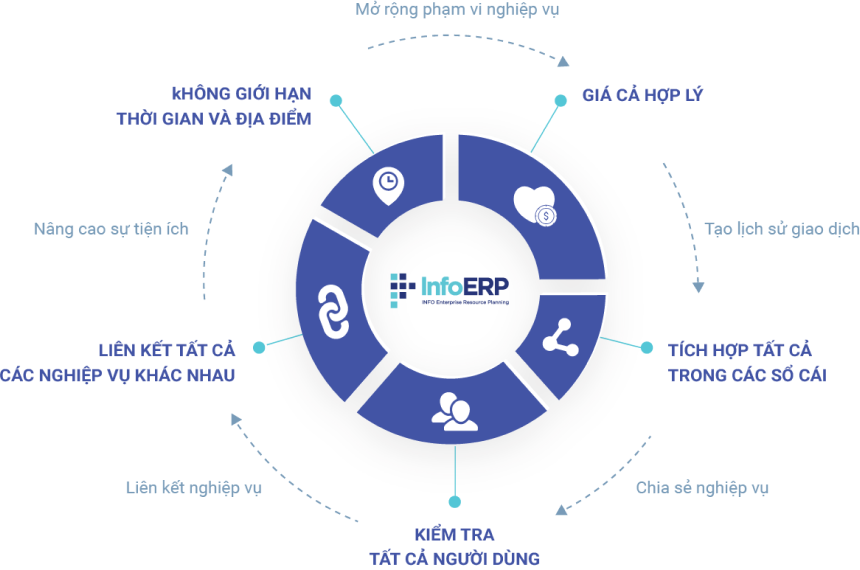 Mở rộng phạm vi nghiệp vụ
kHÔNG GIỚI HẠN
THỜI GIAN VÀ ĐỊA ĐIỂM
GIÁ CẢ HỢP LÝ
Nâng cao sự tiện ích
Tạo lịch sử giao dịch
$
InfoERP
INFO Enterprise Resource Planning
LIÊN KẾT TẤT CẢ
CÁC NGHIỆP VỤ KHÁC NHAU
TÍCH HỢP TẤT CẢ
TRONG CÁC SỔ CÁI
Liên kết nghiệp vụ
Chia sẻ nghiệp vụ
KIỂM TRA
TẤT CẢ NGƯỜI DÙNG